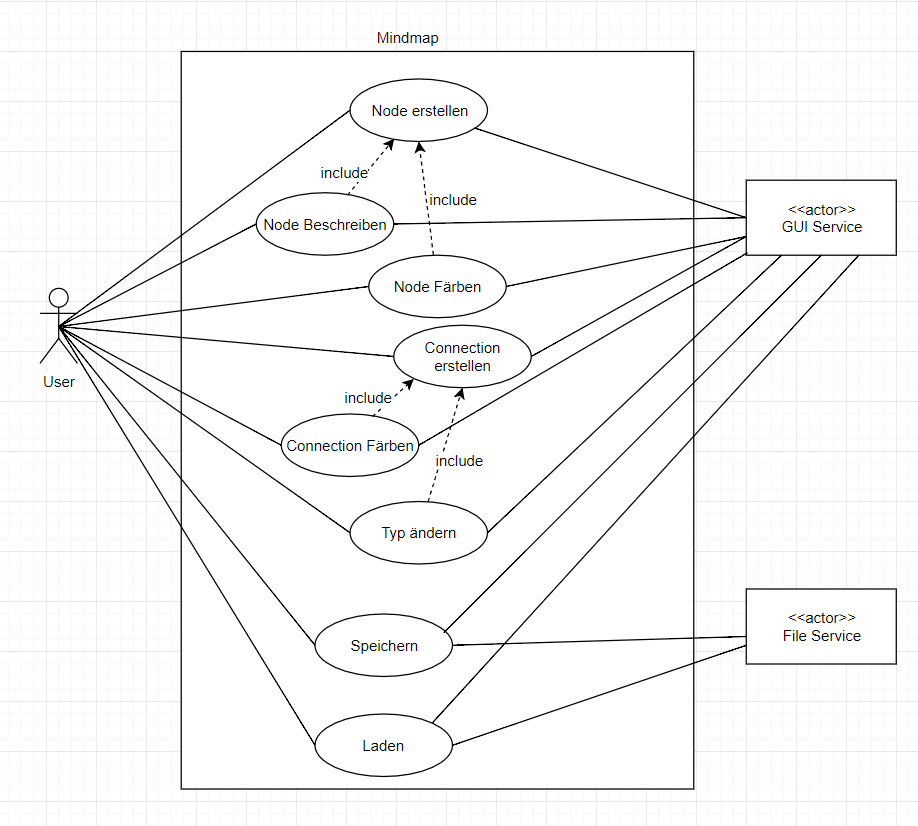 Mindmap
Node erstellen
include
Node Beschreiben
include
<<actor>>
GUI Service
Node Färben
Connection
erstellen
User
include
Connection Färben
include
Typ ändern
<<actor>>
File Service
Speichern
Laden